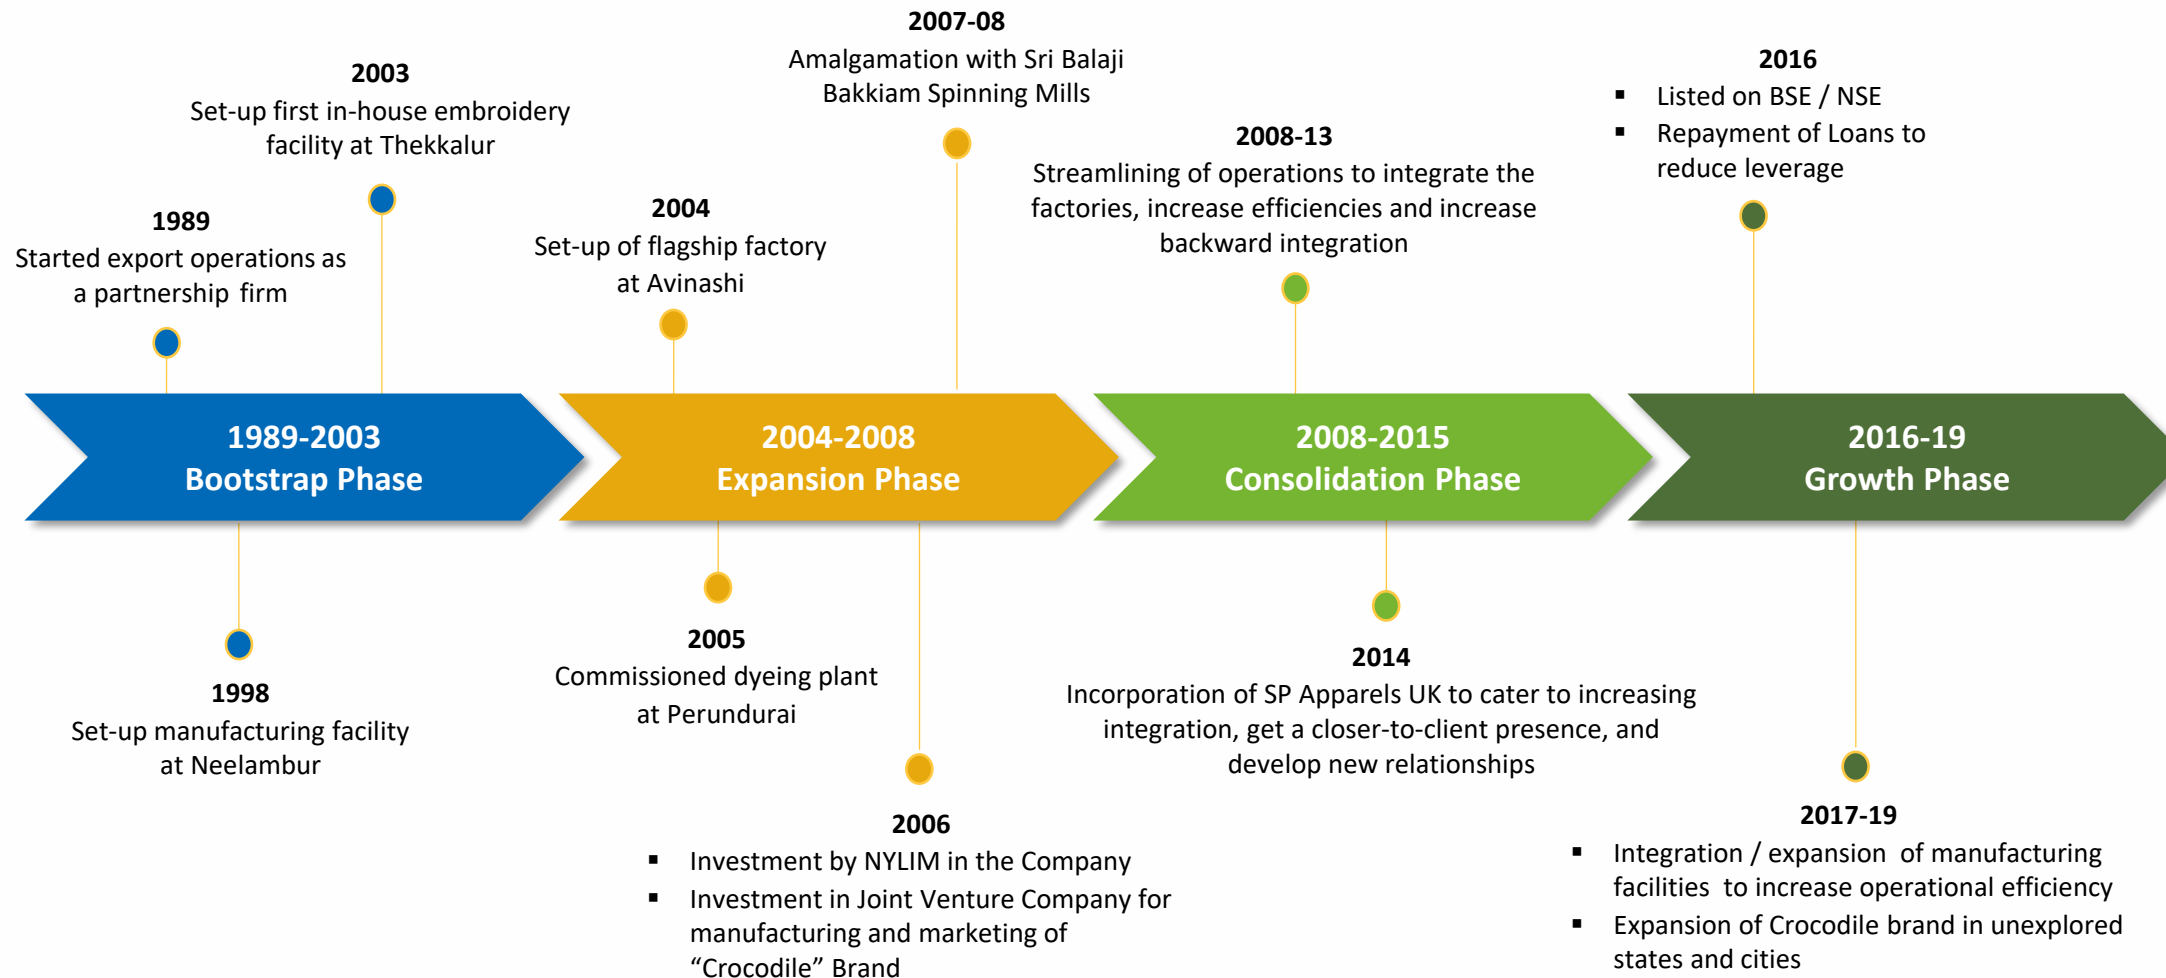 2007-08
Amalgamation with Sri Balaji
Bakkiam Spinning Mills
2003
Set-up first in-house embroidery
facility at Thekkalur
2016
▪ Listed on BSE / NSE
▪ Repayment of Loans to
reduce leverage
2008-13
Streamlining of operations to integrate the
factories, increase efficiencies and increase
backward integration
1989
Started export operations as
a partnership firm
2004
Set-up of flagship factory
at Avinashi
1989-2003
Bootstrap Phase
2004-2008
Expansion Phase
2008-2015
Consolidation Phase
2016-19
Growth Phase
1998
Set-up manufacturing facility
at Neelambur
2005
Commissioned dyeing plant
at Perundurai
2014
Incorporation of SP Apparels UK to cater to increasing
integration, get a closer-to-client presence, and
develop new relationships
2006
▪ Investment by NYLIM in the Company
▪ Investment in Joint Venture Company for
manufacturing and marketing of
“Crocodile” Brand
2017-19
▪ Integration / expansion of manufacturing
facilities to increase operational efficiency
▪ Expansion of Crocodile brand in unexplored
states and cities